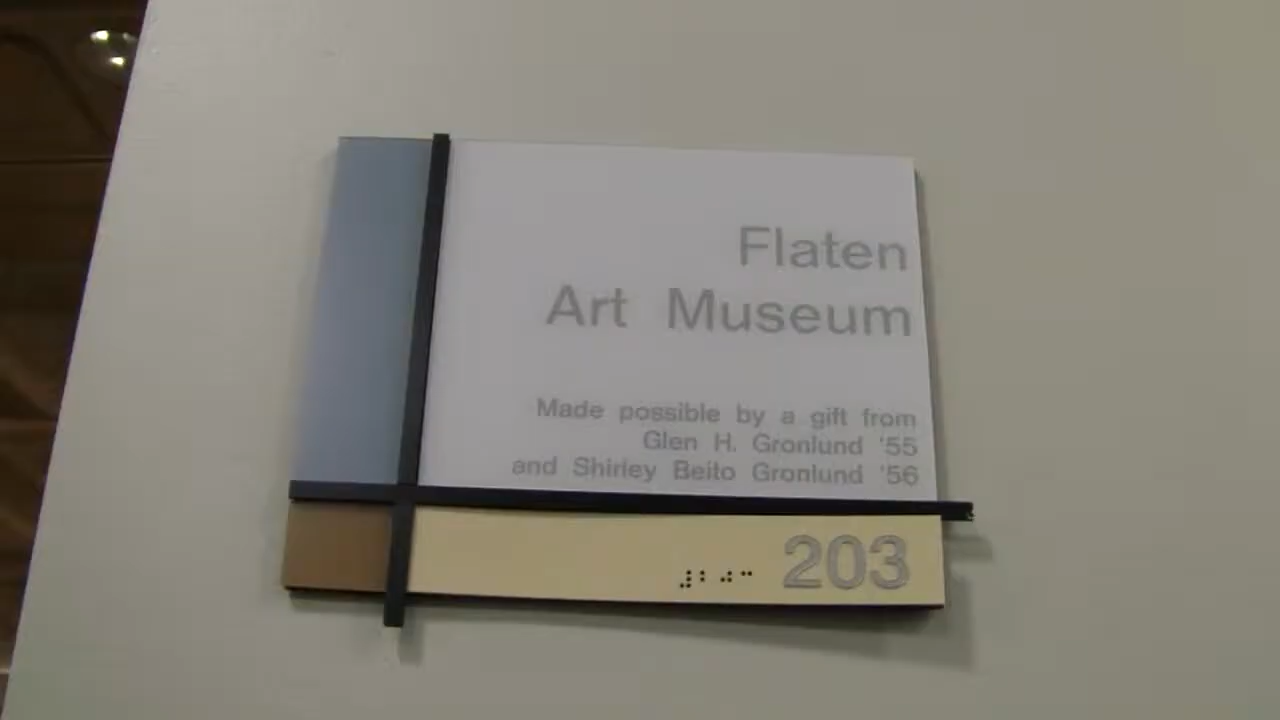 Flaten
Art Museum
Made possible by a gift from
Glen H. Gronlund '55
and Shirley Beito Gronlund '56
203